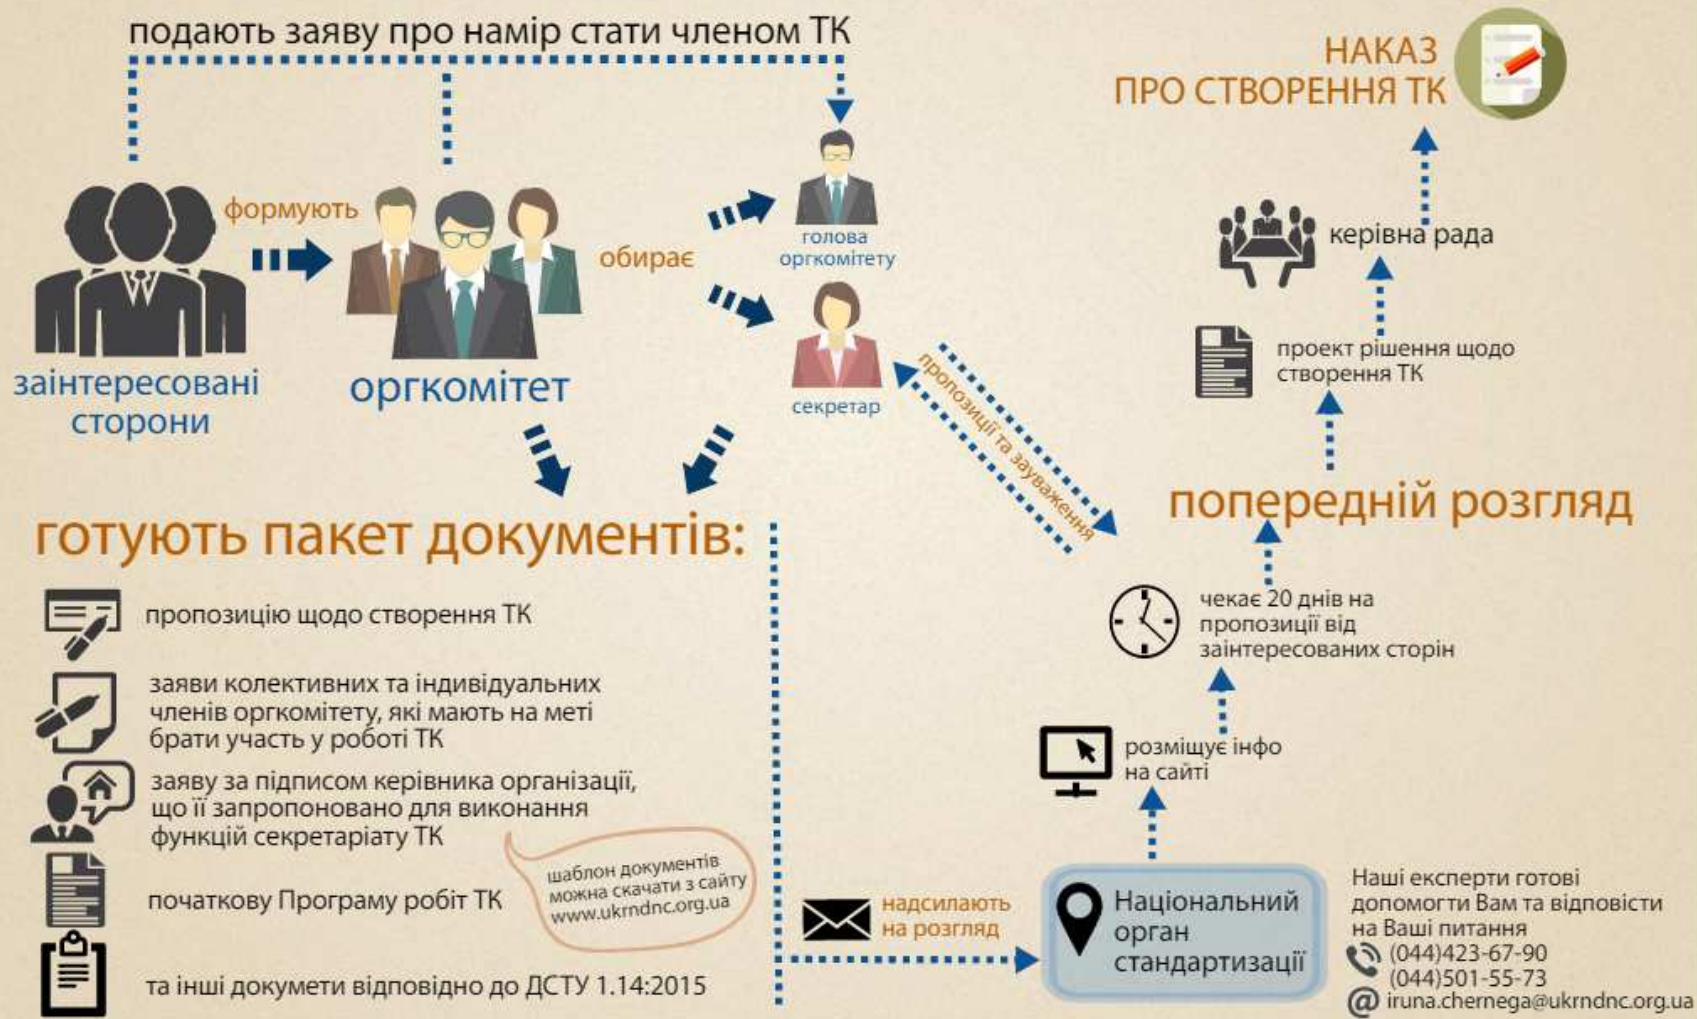 подають заяву про намір стати членом ТК
НАКАЗ
ПРО СТВОРЕННЯ ТК
формують
обирає
голова
оргкомітету
секретар
заінтересовані
сторони
оргкомітет
готують пакет документів:
пропозицію щодо створення ТК
заяви колективних та індивідуальних
членів оргкомітету, які мають на меті
брати участь у роботі ТК
заяву за підписом керівника організації,
що її запропоновано для виконання
функцій секретаріату ТК
початкову Програму робіт ТК
шаблон документів
можна скачати з сайту
www.ukrndnc.org.ua
та інші докумети відповідно до ДСТУ 1.14:2015
надсилають
на розгляд
Національний
орган
стандартизації
розміщує інфо
на сайті
чекає 20 днів на
пропозиції від
заінтересованих сторін
пропозиції та зауваження
попередній розгляд
проект рішення щодо
створення ТК
керівна рада
Наші експерти готові
допомогти Вам та відповісти
на Ваші питання
(044)423-67-90
(044)501-55-73
@ iruna.chernega@ukrndnc.org.ua